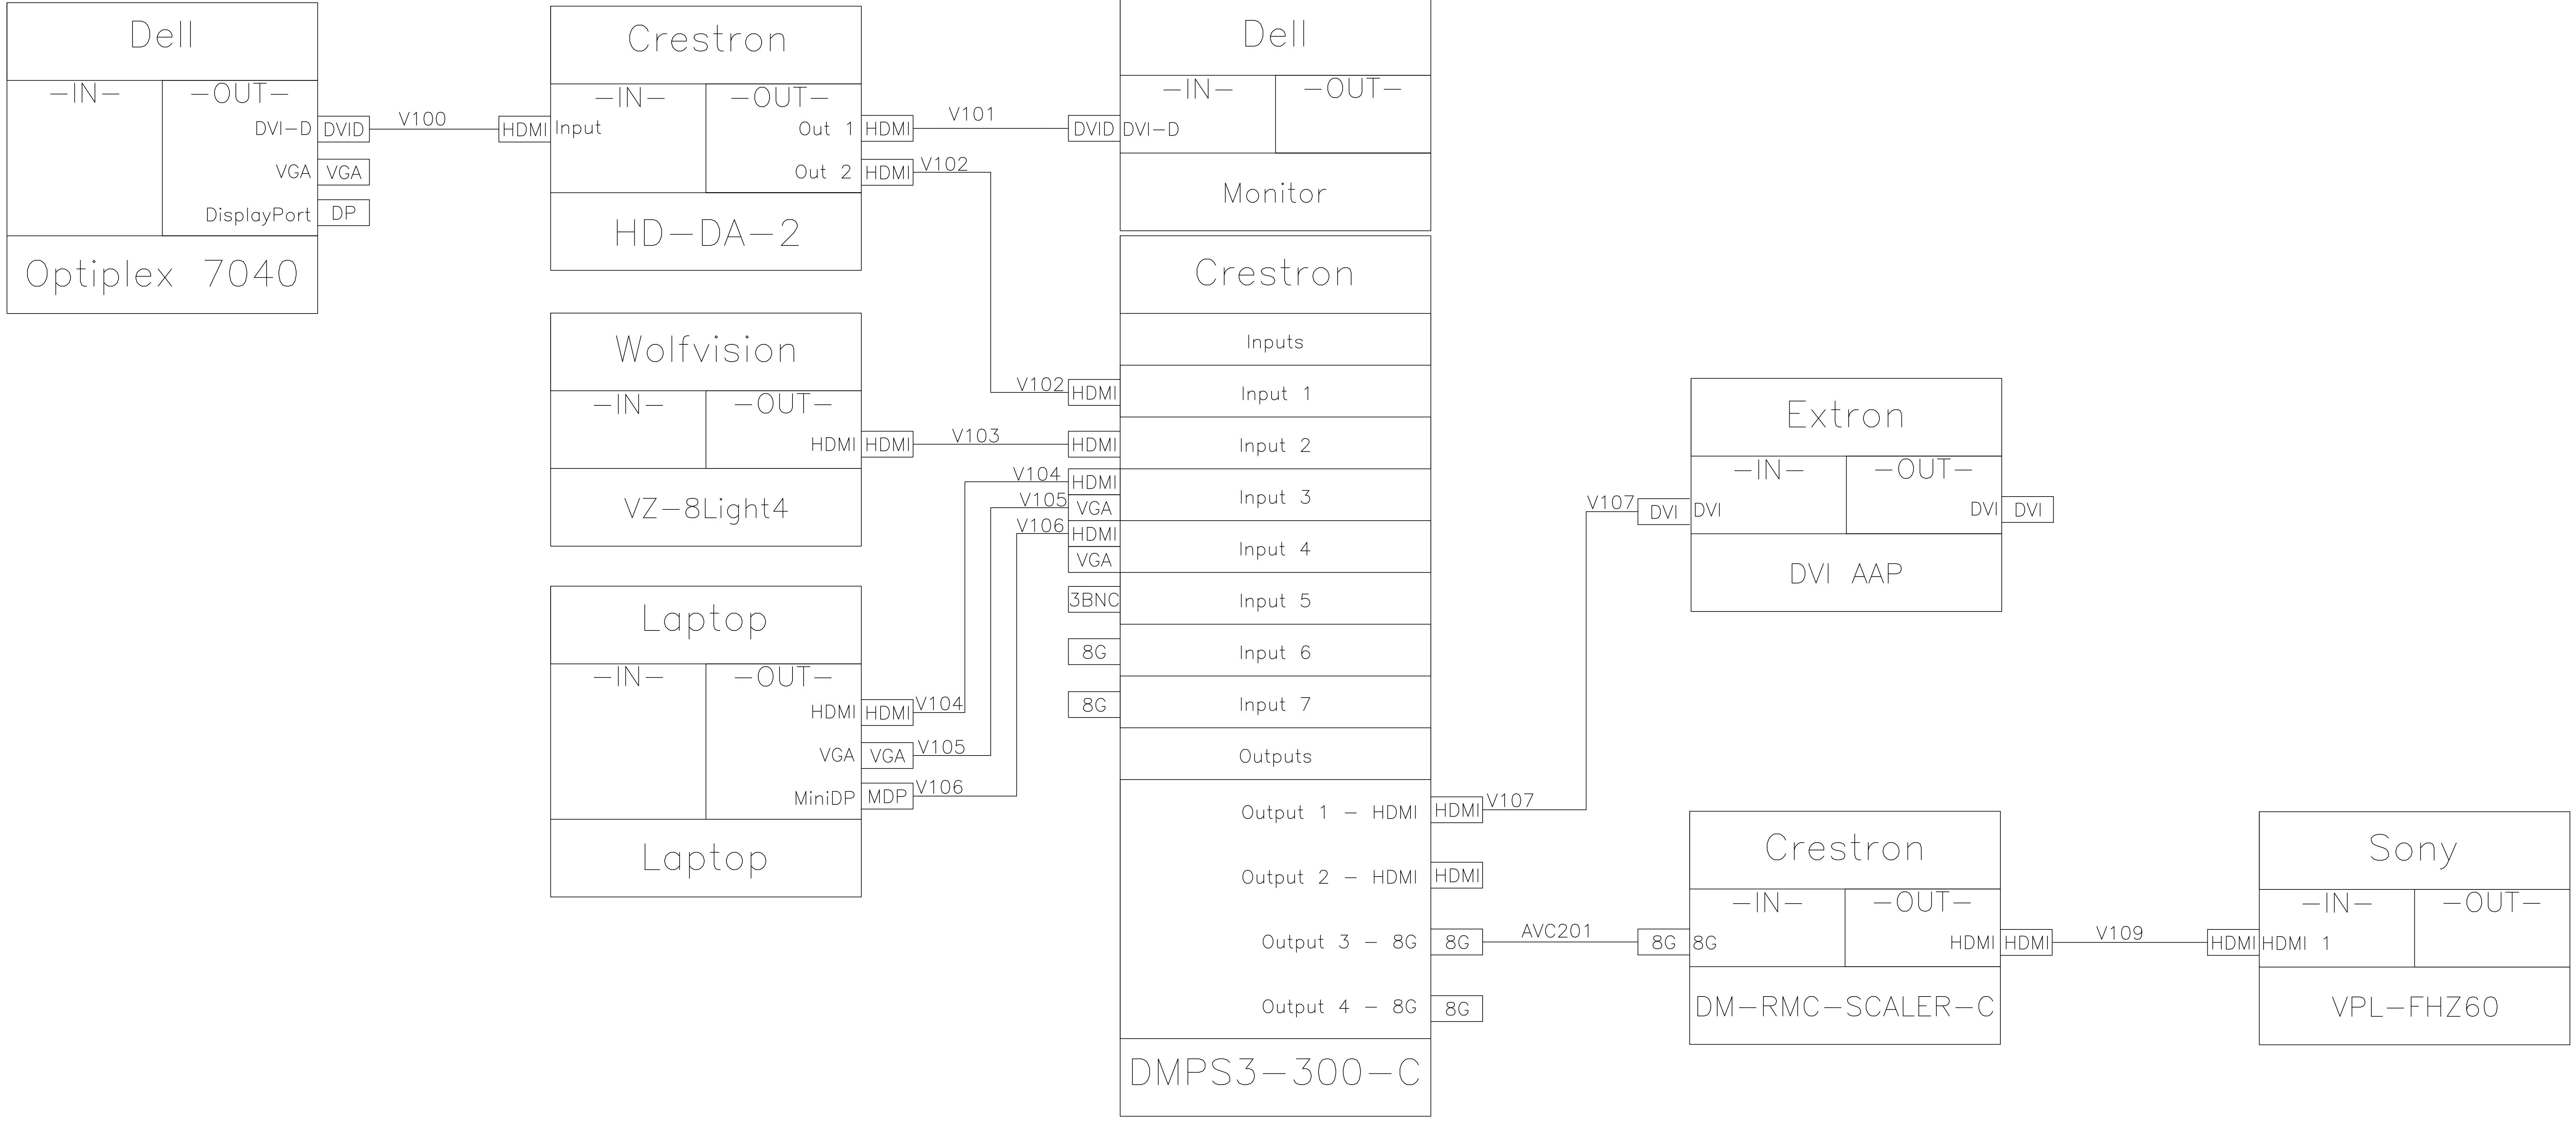 Dell
-IN- -OUT-
DVI-D DVID
VGA VGA
DisplayPort DP
Optiplex 7040
V100
Crestron
-IN- -OUT-
HDMI Input Out 1 HDMI
Out 2 HDMI
HD-DA-2
V101
V102
Dell
-IN- -OUT-
DVID DVI-D
Monitor
Wolfvision
-IN- -OUT-
HDMI HDMI
VZ-8Light4
V103
Laptop
-IN- -OUT-
HDMI HDMI V104
VGA VGA V105
MiniDP MDP V106
Laptop
Crestron
Inputs
V102 HDMI Input 1
HDMI Input 2
V104 HDMI Input 3
V105 VGA
V106 HDMI Input 4
VGA
3BNC Input 5
8G Input 6
8G Input 7
Outputs
Output 1 - HDMI HDMI V107
Output 2 - HDMI HDMI
Output 3 - 8G 8G AVC201
Output 4 - 8G 8G
DMPS3-300-C
Extron
-IN- -OUT-
V107 DVI DVI DVI DVI
DVI AAP
Crestron
-IN- -OUT-
8G 8G HDMI HDMI
DM-RMC-SCALER-C
V109
Sony
-IN- -OUT-
HDMI HDMI 1
VPL-FHZ60